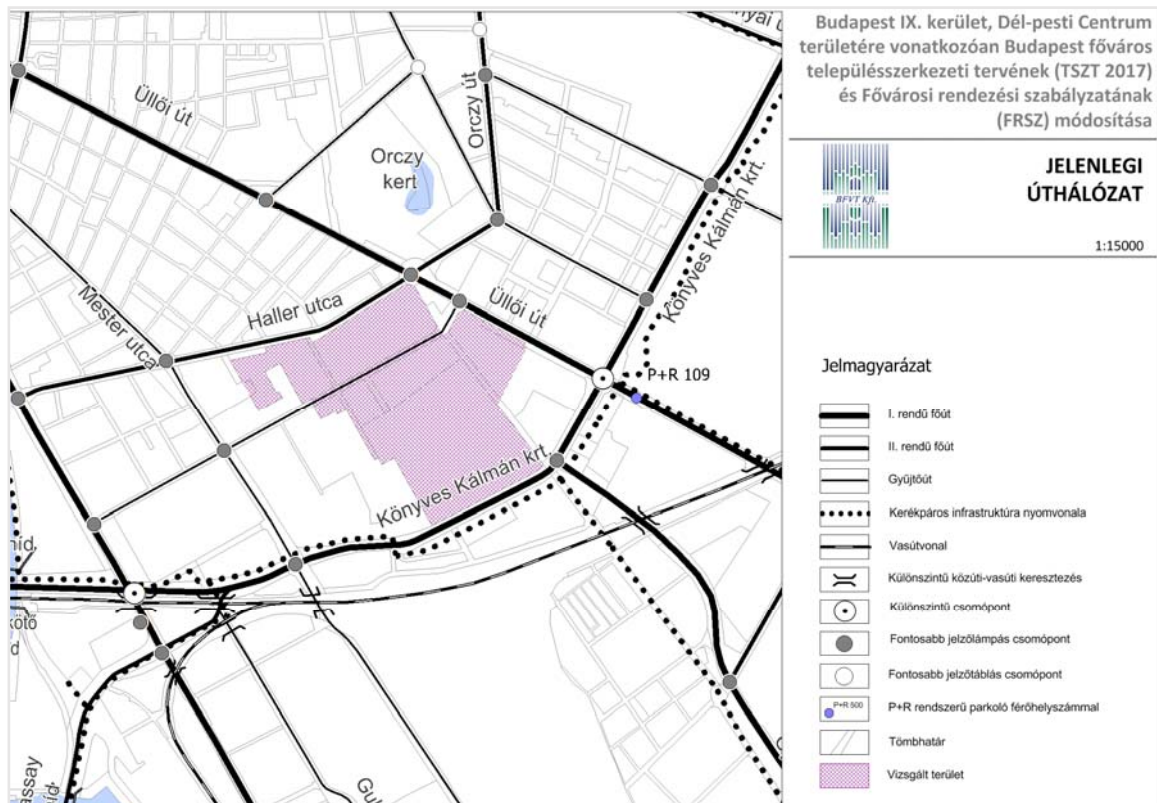 Budapest IX. kerület, Dél-pesti Centrum
területére vonatkozóan Budapest főváros
településszerkezeti tervének (TSZT 2017)
és Fővárosi rendezési szabályzatának
(FRSZ) módosítása
BFVT Kft.
JELENLEGI
ÚTHÁLÓZAT
1:15000
Jelmagyarázat
I. rendű főút
II. rendű főút
Gyűjtőút
Kerékpáros infrastruktúra nyomvonala
Vasútvonal
Különszintű közúti-vasúti keresztezés
Különszintű csomópont
Fontosabb jelzőlámpás csomópont
Fontosabb jelzőtáblás csomópont
P+R 500
P+R rendszerű parkoló férőhelyszámmal
Tömbhatár
Vizsgált terület
Üllői út
Orczy út
Orczy
kert
Könyves Kálmán krt.
Haller utca
Üllői út
Mester utca
P+R 109
Könyves Kálmán krt.